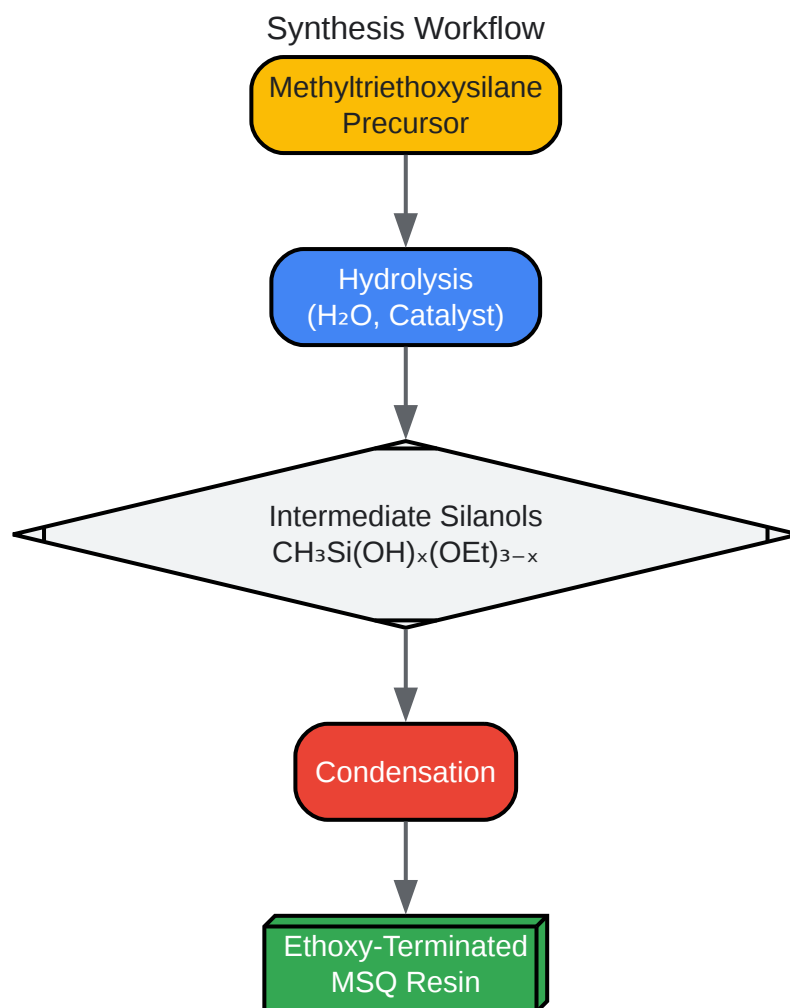 Synthesis Workflow
Methyltriethoxysilane
Precursor
Hydrolysis
(H₂O, Catalyst)
Intermediate Silanols
CH₃Si(OH)ₓ(OEt)₃₋ₓ
Condensation
Ethoxy-Terminated
MSQ Resin